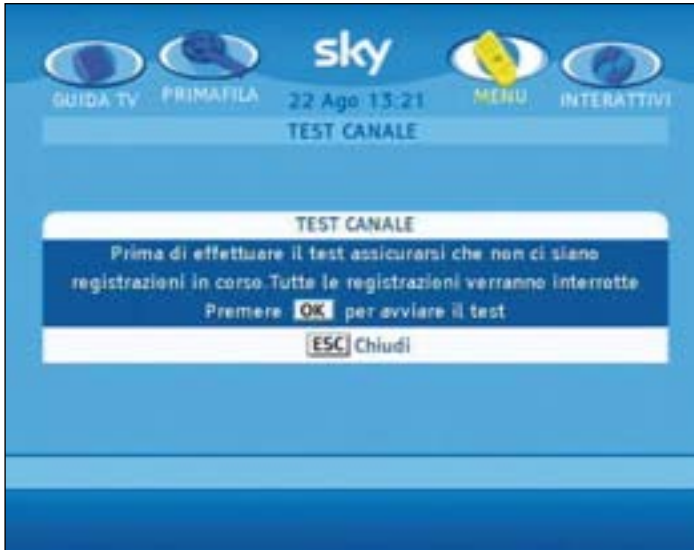 sky
GUIDA TV PRIMAFILA 22 Ago 13:21 MENU INTERATTIVI
TEST CANALE
TEST CANALE
Prima di effettuare il test assicurarsi che non ci siano
registrazioni in corso.Tutte le registrazioni verranno interrotte
Premere OK per avviare il test
ESC Chiudi